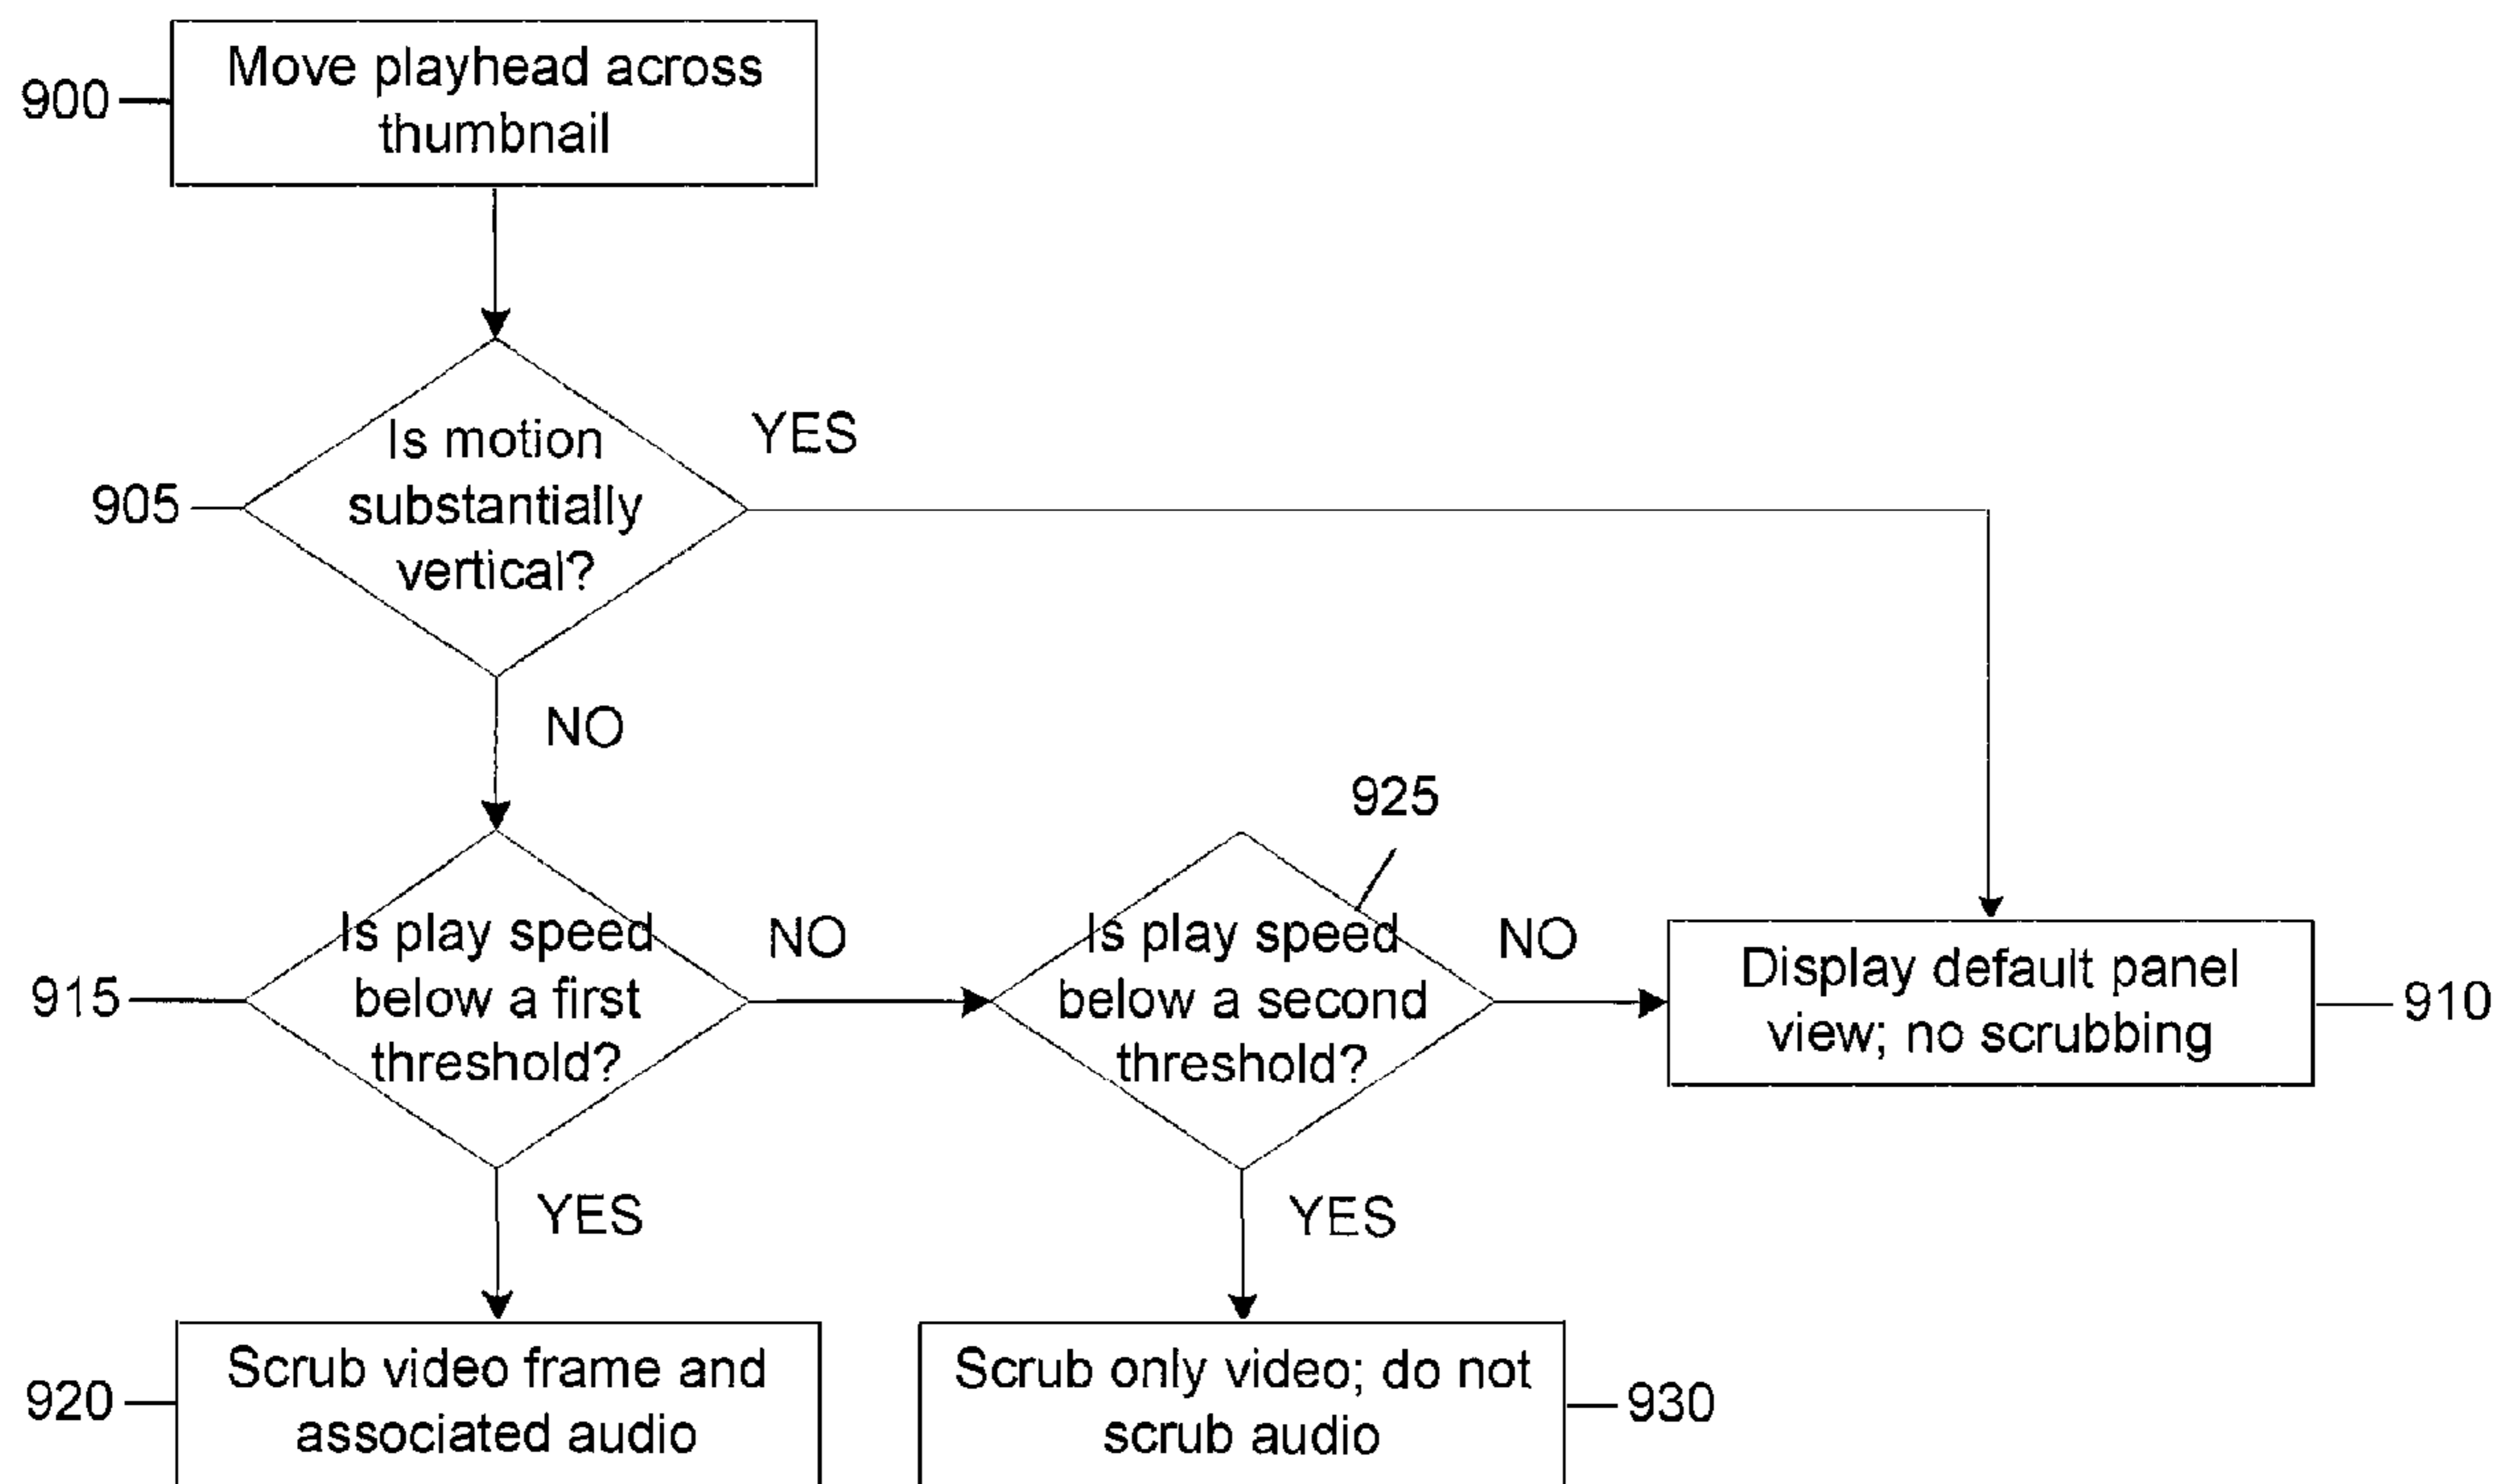 900
Move playhead across
thumbnail
905
Is motion
substantially
vertical?
YES
NO
915
Is play speed
below a first
threshold?
NO
925
Is play speed
below a second
threshold?
NO
Display default panel
view; no scrubbing
910
YES
YES
920
Scrub video frame and
associated audio
Scrub only video; do not
scrub audio
930